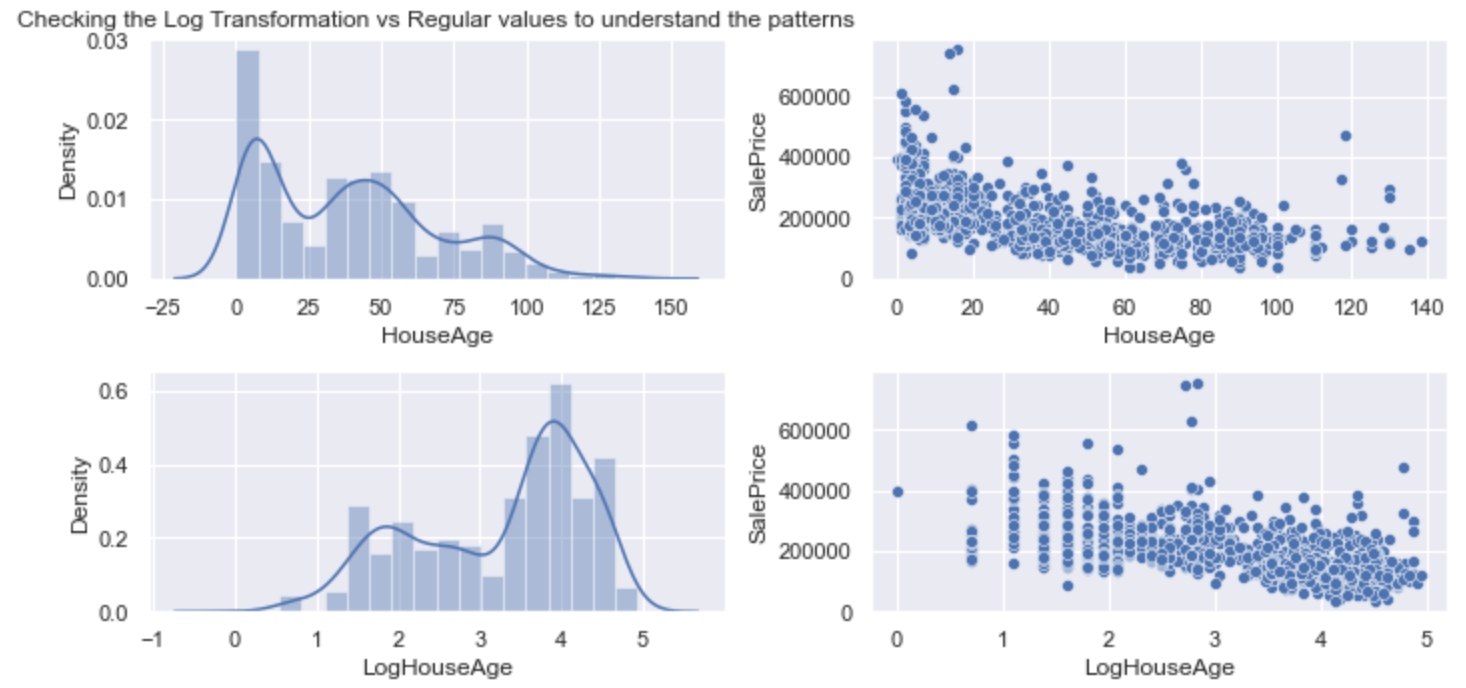 Checking the Log Transformation vs Regular values to understand the patterns
0.03
0.02
0.01
0.00
Density
−25 0 25 50 75 100 125 150
HouseAge
600000
400000
200000
0
SalePrice
0 20 40 60 80 100 120 140
HouseAge
0.6
0.4
0.2
0.0
Density
−1 0 1 2 3 4 5
LogHouseAge
600000
400000
200000
0
SalePrice
0 1 2 3 4 5
LogHouseAge